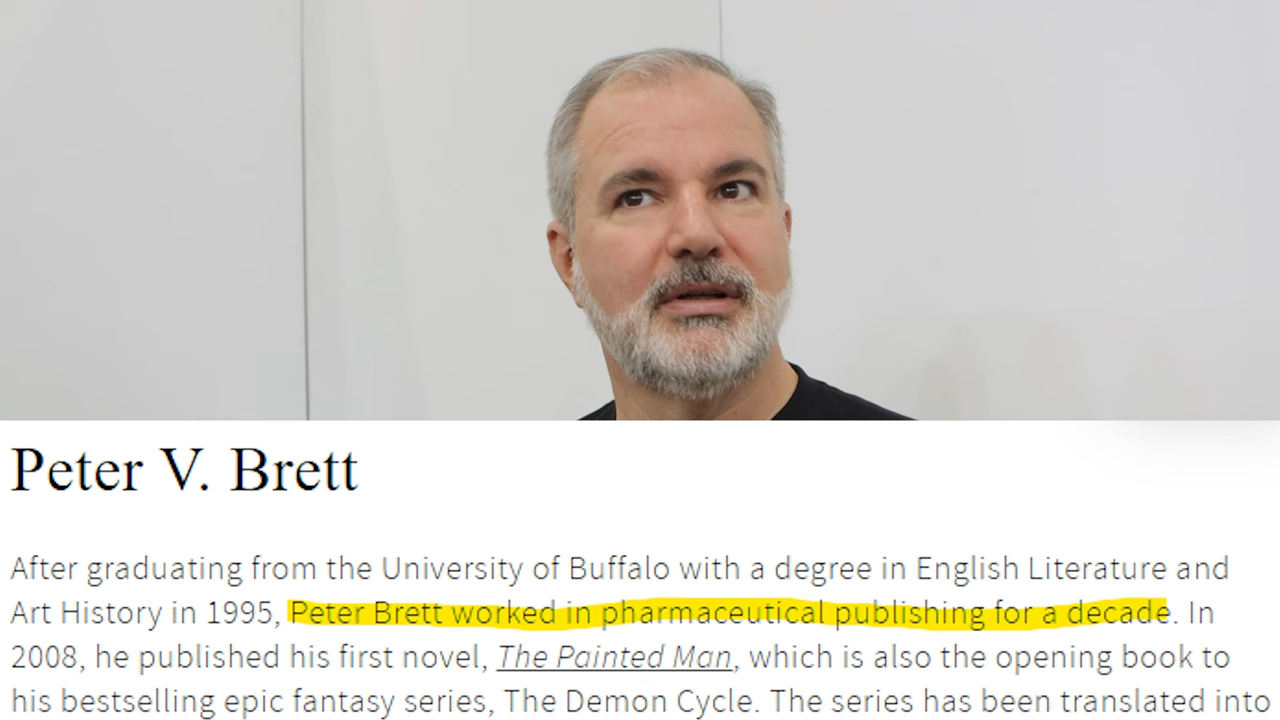 Peter V. Brett
After graduating from the University of Buffalo with a degree in English Literature and
Art History in 1995, Peter Brett worked in pharmaceutical publishing for a decade. In
2008, he published his first novel, The Painted Man, which is also the opening book to
his bestselling epic fantasy series, The Demon Cycle. The series has been translated into